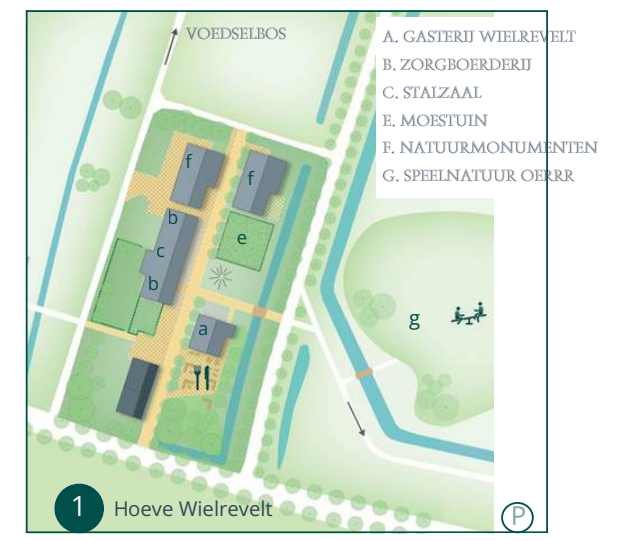 VOEDSELBOS
A. GASTERIJ WIELREVELT
B. ZORGBOERDERIJ
C. STALZAAL
E. MOESTUIN
F. NATUURMONUMENTEN
G. SPEELNATUUR OERRR
f
f
b
e
c
b
g
a
1 Hoeve Wielrevelt
P